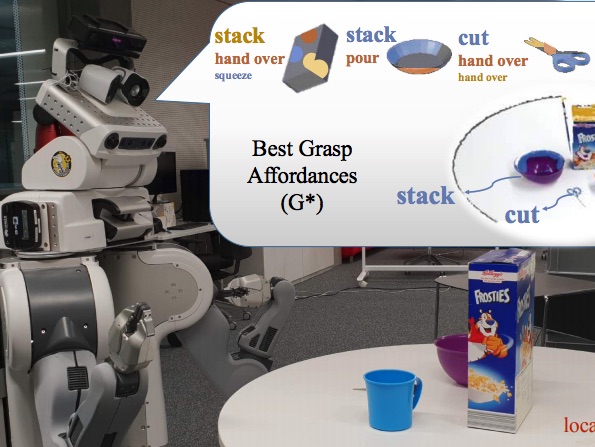 stack
hand over
squeeze
stack
pour
cut
hand over
hand over
Best Grasp
Affordances
(G*)
stack
cut
FROSTIES
Kellogg's
FROSTIES
loca